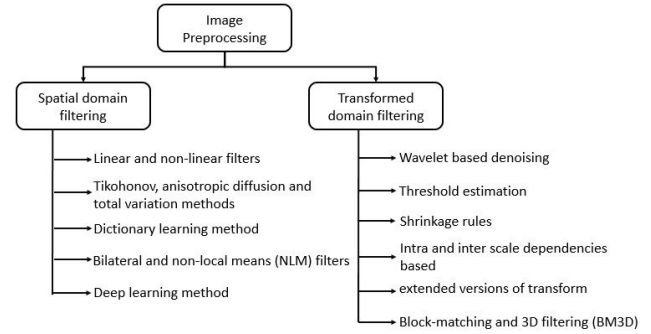 Image
Preprocessing
Spatial domain
filtering
Linear and non-linear filters
Tikohonov, anisotropic diffusion and
total variation methods
Dictionary learning method
Bilateral and non-local means (NLM) filters
Deep learning method
Transformed
domain filtering
Wavelet based denoising
Threshold estimation
Shrinkage rules
Intra and inter scale dependencies
based
extended versions of transform
Block-matching and 3D filtering (BM3D)